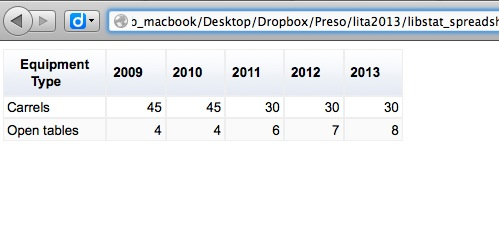 o_macbook/Desktop/Dropbox/Preso/lita2013/libstat_spreadsh
Equipment Type 2009 2010 2011 2012 2013
Carrels 45 45 30 30 30
Open tables 4 4 6 7 8